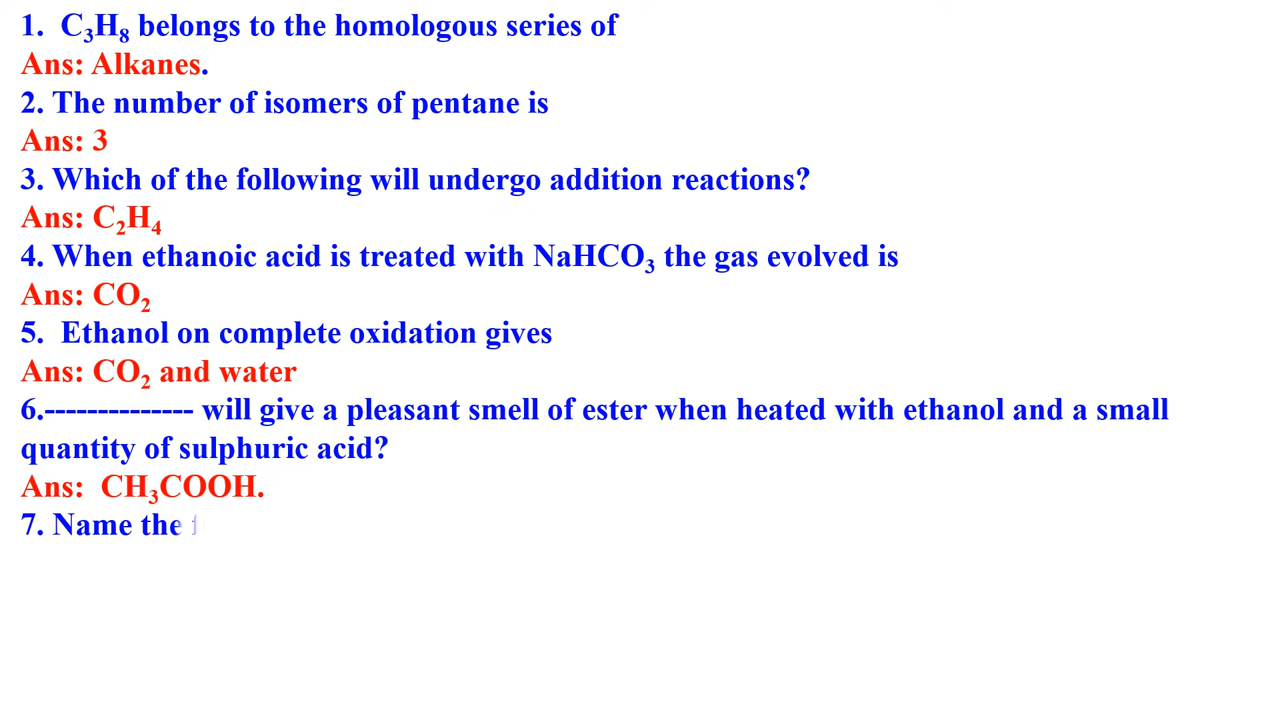 1. C₃H₈ belongs to the homologous series of
Ans: Alkanes.
2. The number of isomers of pentane is
Ans: 3
3. Which of the following will undergo addition reactions?
Ans: C₂H₄
4. When ethanoic acid is treated with NaHCO₃ the gas evolved is
Ans: CO₂
5. Ethanol on complete oxidation gives
Ans: CO₂ and water
6.-------------- will give a pleasant smell of ester when heated with ethanol and a small
quantity of sulphuric acid?
Ans: CH₃COOH.
7. Name the